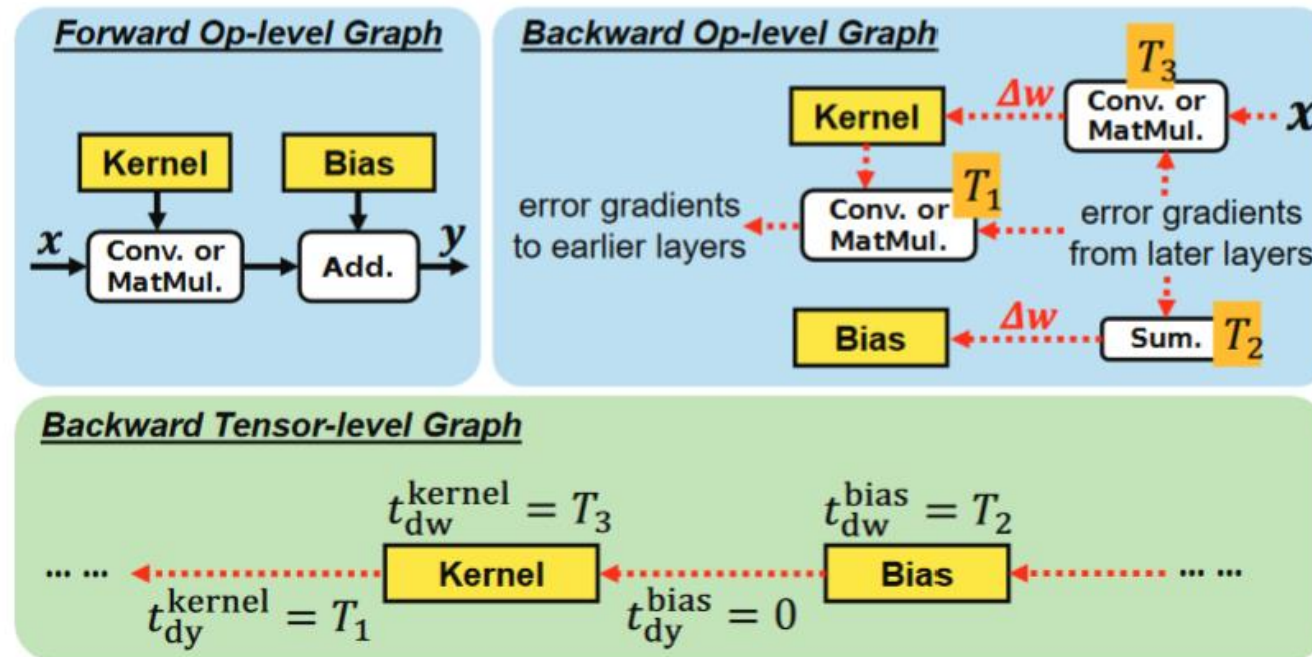 Forward Op-level Graph
Kernel
Bias
x
Conv. or
MatMul.
Add.
y
Backward Op-level Graph
T₃
Kernel
Δw
Conv. or
MatMul.
x
T₁
error gradients
to earlier layers
Conv. or
MatMul.
error gradients
from later layers
Bias
Δw
Sum.
T₂
Backward Tensor-level Graph
t_dw^kernel = T₃
t_dw^bias = T₂
... ...
Kernel
Bias
... ...
t_dy^kernel = T₁
t_dy^bias = 0